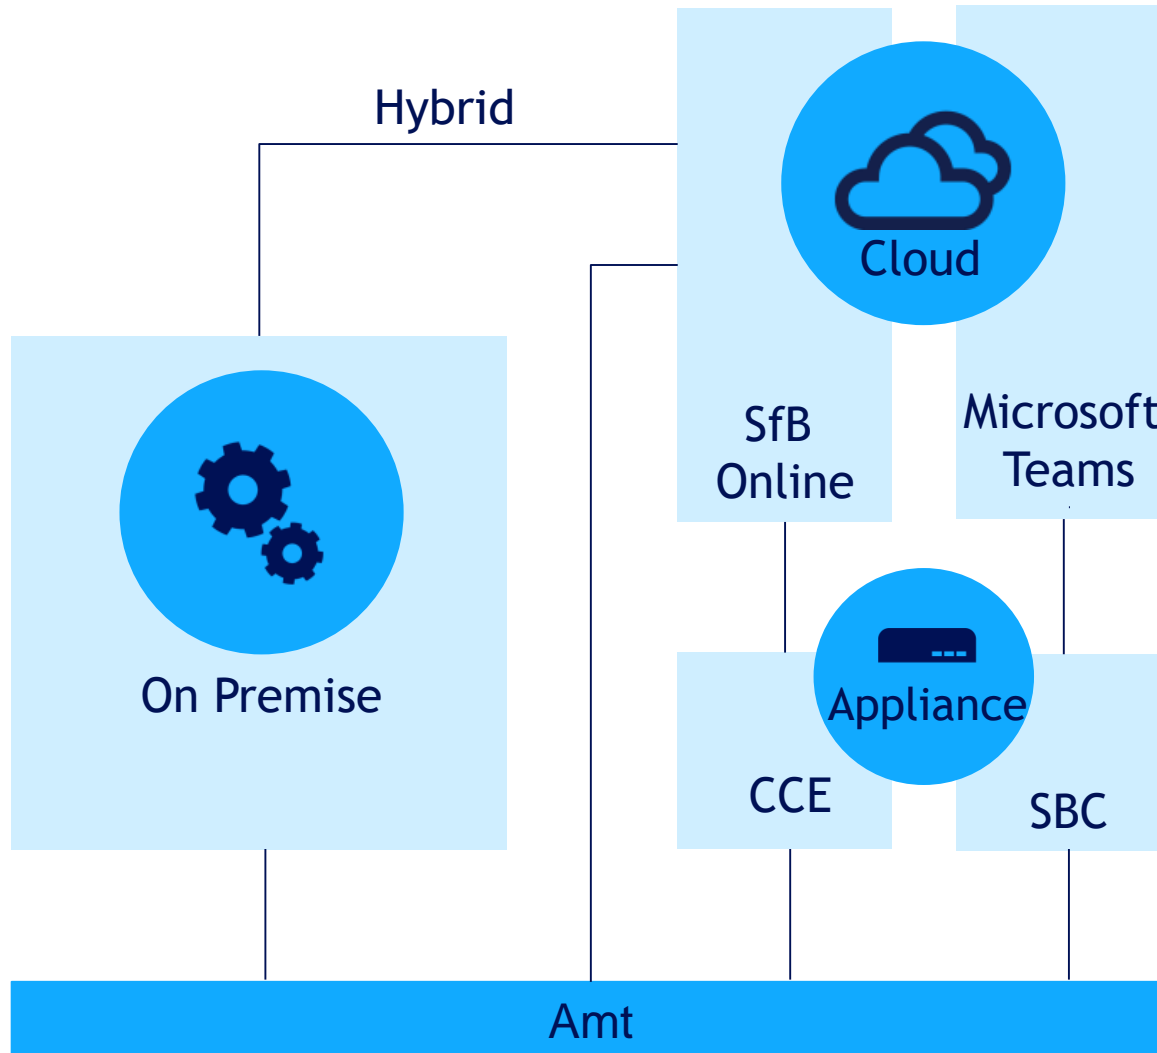 Hybrid
Cloud
SfB
Online
Microsoft
Teams
On Premise
Appliance
CCE
SBC
Amt